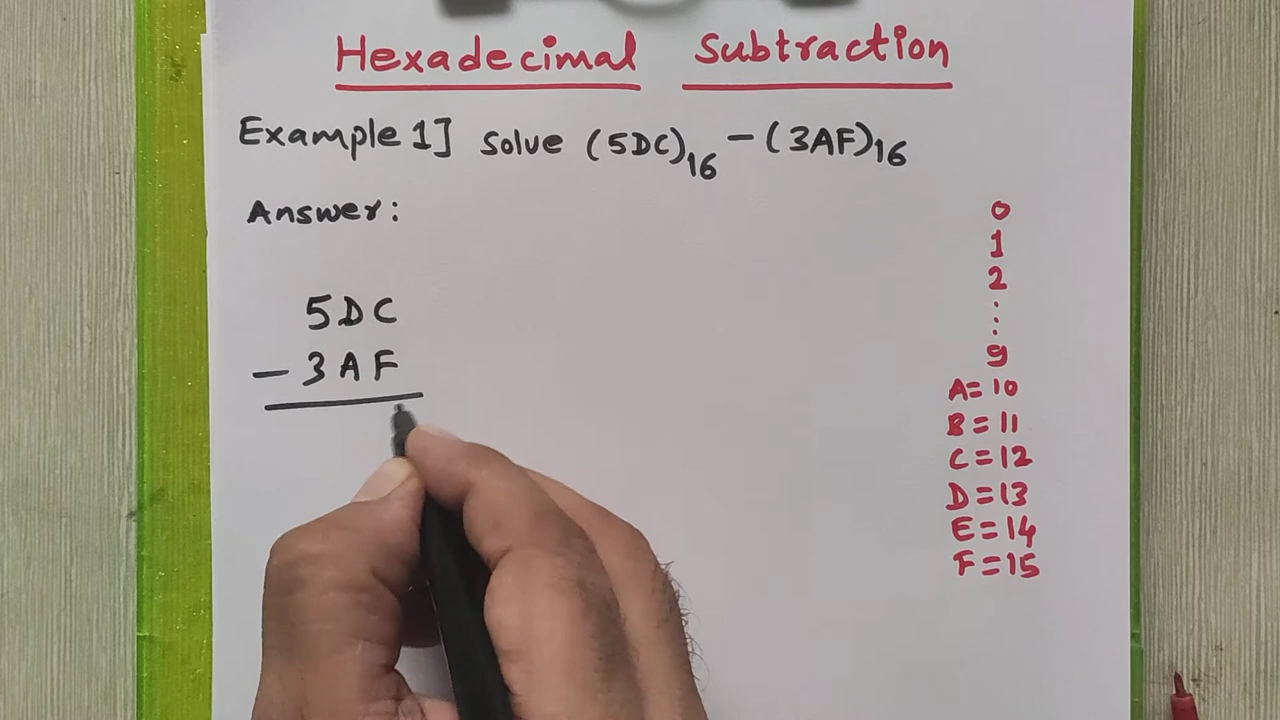 Hexadecimal Subtraction
Example 1] Solve (5DC)16 - (3AF)16
Answer:
5DC
- 3AF
0
1
2
⋮
9
A=10
B=11
C=12
D=13
E=14
F=15